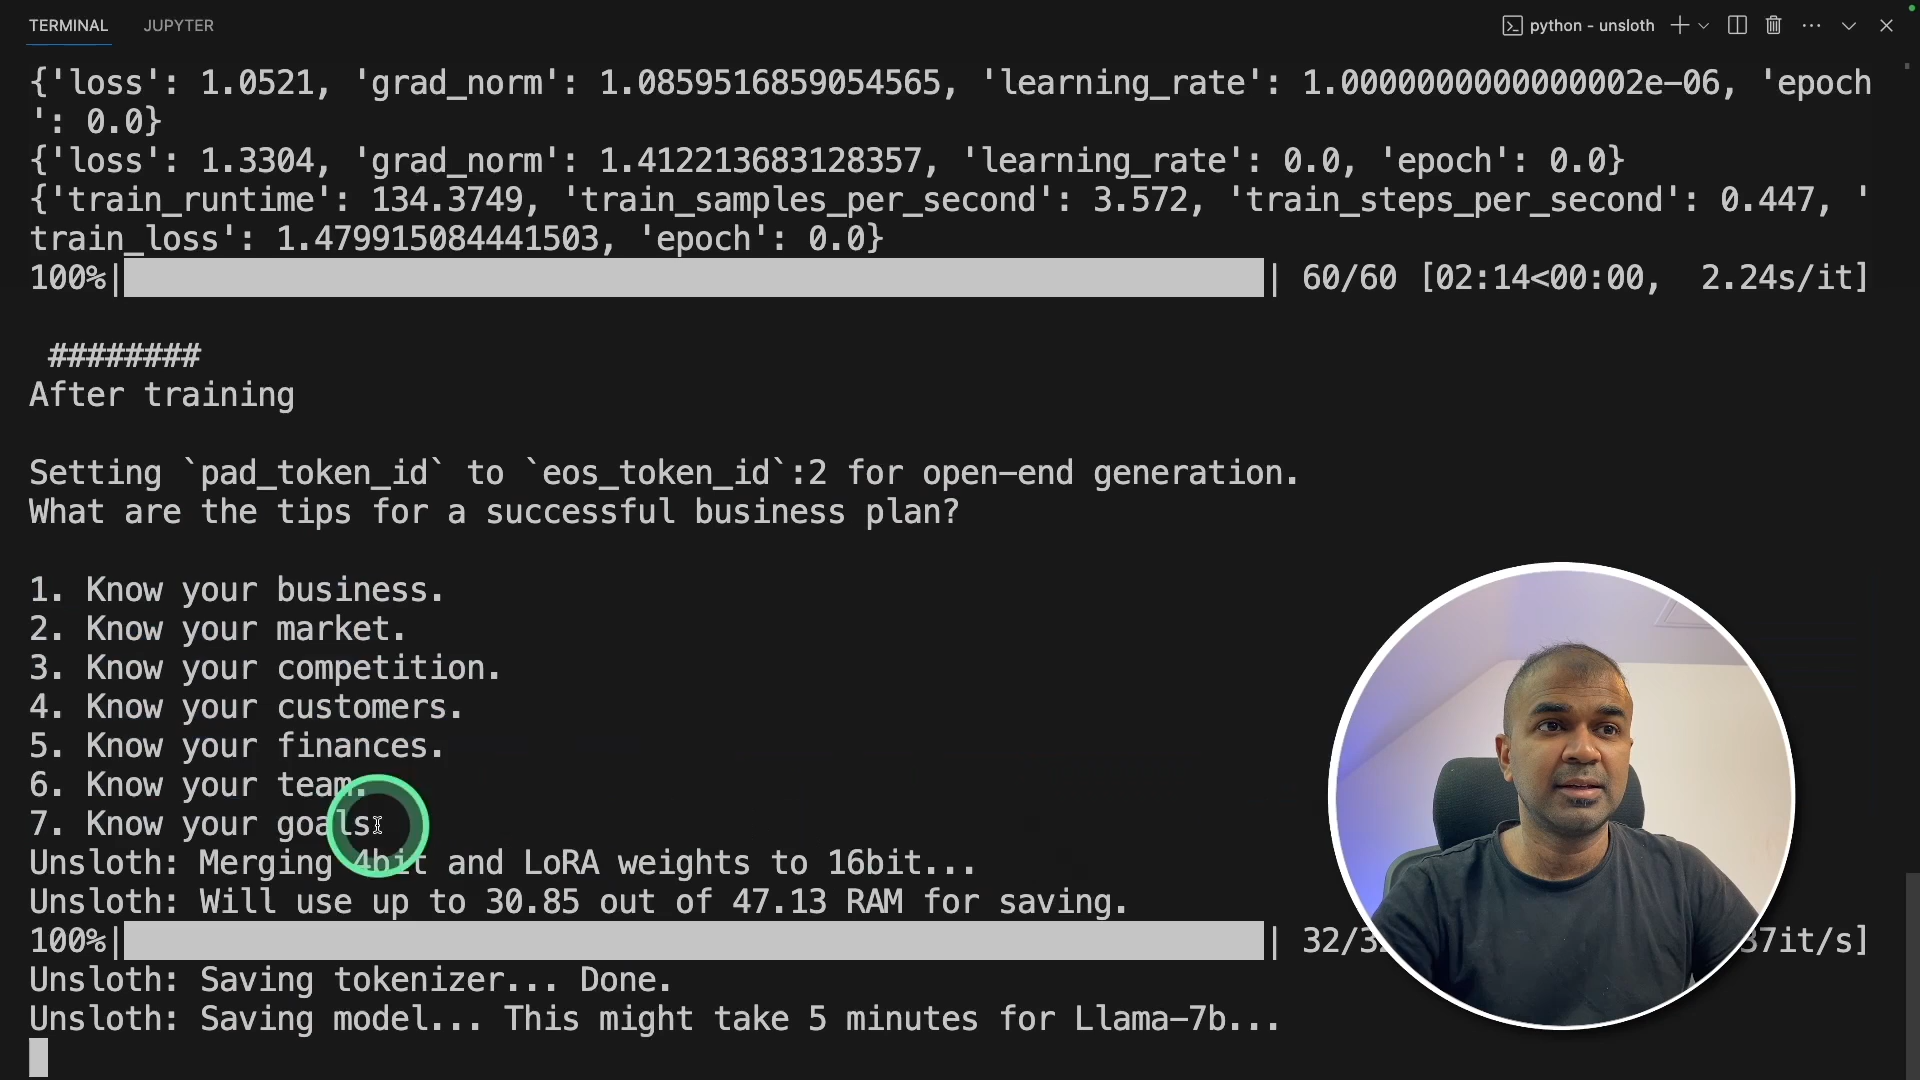 TERMINAL JUPYTER python - unsloth
{'loss': 1.0521, 'grad_norm': 1.0859516859054565, 'learning_rate': 1.0000000000000002e-06, 'epoch
': 0.0}
{'loss': 1.3304, 'grad_norm': 1.412213683128357, 'learning_rate': 0.0, 'epoch': 0.0}
{'train_runtime': 134.3749, 'train_samples_per_second': 3.572, 'train_steps_per_second': 0.447, '
train_loss': 1.479915084441503, 'epoch': 0.0}
100%| | 60/60 [02:14<00:00, 2.24s/it]
########
After training
Setting `pad_token_id` to `eos_token_id`:2 for open-end generation.
What are the tips for a successful business plan?
1. Know your business.
2. Know your market.
3. Know your competition.
4. Know your customers.
5. Know your finances.
6. Know your team.
7. Know your goals.
Unsloth: Merging 4bit and LoRA weights to 16bit...
Unsloth: Will use up to 30.85 out of 47.13 RAM for saving.
100%| | 32/3 37it/s]
Unsloth: Saving tokenizer... Done.
Unsloth: Saving model... This might take 5 minutes for Llama-7b...